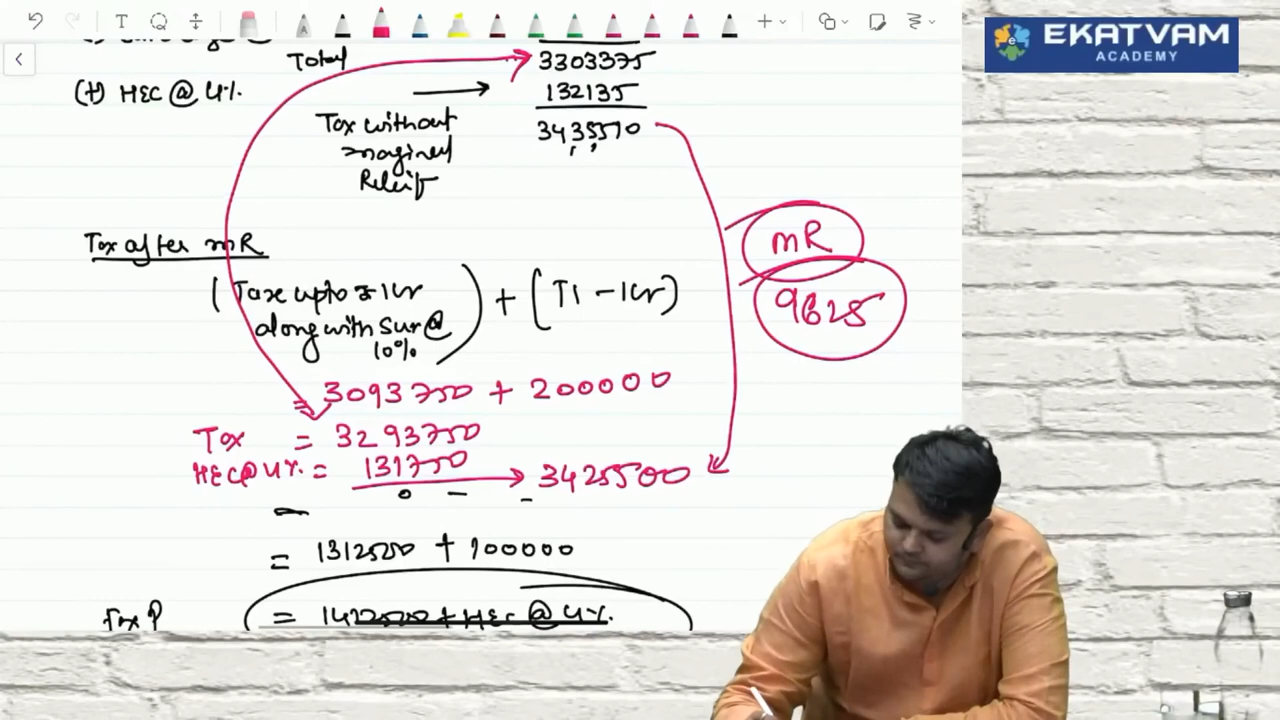 EKATVAM
ACADEMY
Total 3303375
(+) HEC @ 4% → 132135
Tax without 3435510
marginal
Relief
Tax after mR
(Tax upto ₹ 1Cr
along with Sur @
10%) + (TI - 1Cr)
mR
9625
3093750 + 200000
Tax = 3293750
HEC@4% = 131750 → 3425500
=
= 1312500 + 100000
Tax P
= 1412500 + HEC @ 4%.